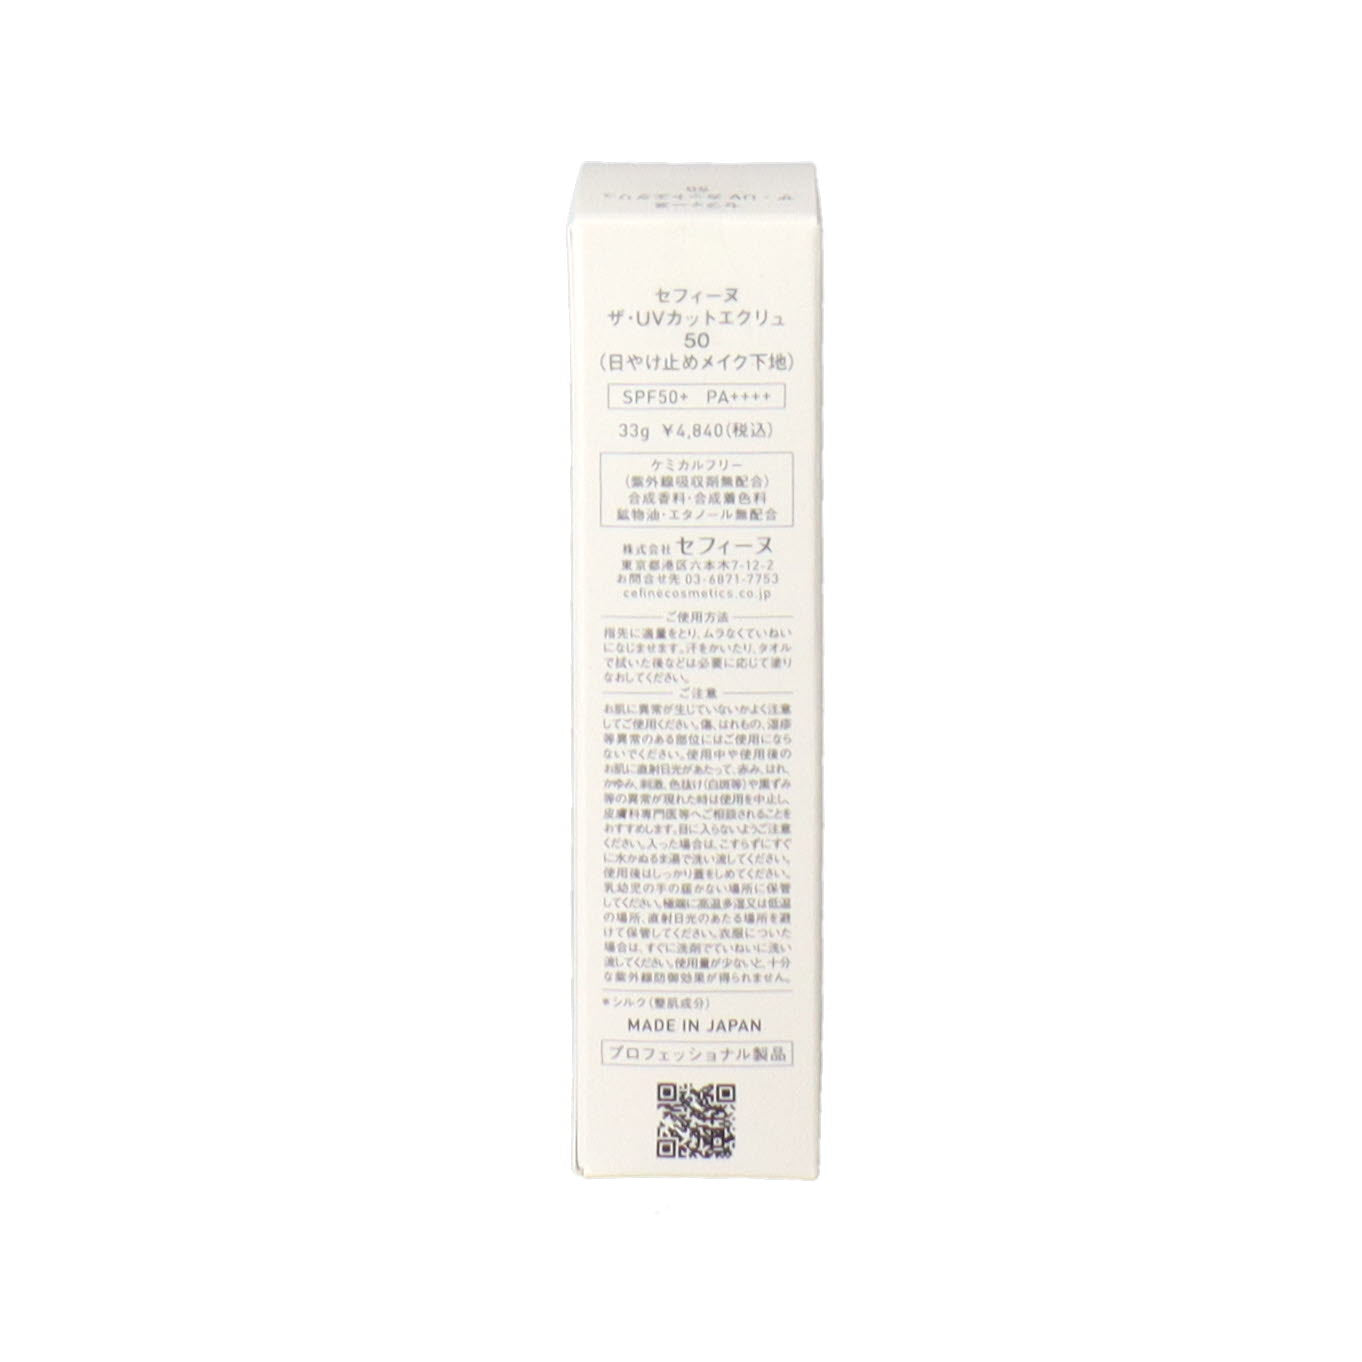 セフィーヌ
ザ・UVカットエクリュ
50
セフィーヌ
ザ・UVカットエクリュ
50
(日やけ止めメイク下地)
SPF50+ PA++++
33g ¥4,840(税込)
ケミカルフリー
(紫外線吸収剤無配合)
合成香料・合成着色料
鉱物油・エタノール無配合
株式会社 セフィーヌ
東京都港区六本木7-12-2
お問合せ先 03-6871-7753
cefinecosmetics.co.jp
ご使用方法
指先に適量をとり、ムラなくていねい
になじませます。汗をかいたり、タオル
で拭いた後などは必要に応じて塗り
なおしてください。
ご注意
お肌に異常が生じていないかよく注意
してご使用ください。傷、はれもの、湿疹
等異常のある部位にはご使用になら
ないでください。使用中や使用後の
お肌に直射日光があたって、赤み、はれ、
かゆみ、刺激、色抜け(白斑等)や黒ずみ
等の異常が現れた時は使用を中止し、
皮膚科専門医等へご相談されることを
おすすめします。目に入らないようご注意
ください。入った場合は、こすらずにすぐ
に水かぬるま湯で洗い流してください。
使用後はしっかり蓋をしめてください。
乳幼児の手の届かない場所に保管
してください。極端に高温多湿又は低温
の場所、直射日光のあたる場所を避
けて保管してください。衣服についた
場合は、すぐに洗剤でていねいに洗い
流してください。使用量が少ないと、十分
な紫外線防御効果が得られません。
*シルク(整肌成分)
MADE IN JAPAN
プロフェッショナル製品